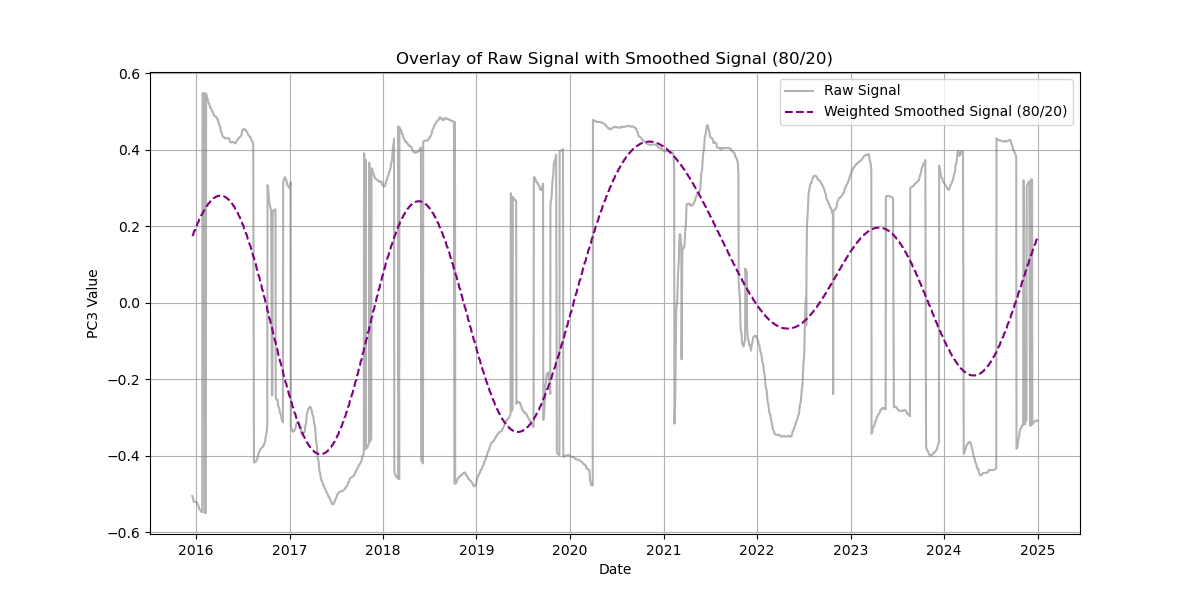 Overlay of Raw Signal with Smoothed Signal (80/20)
Raw Signal
Weighted Smoothed Signal (80/20)
PC3 Value
0.6
0.4
0.2
0.0
−0.2
−0.4
−0.6
2016 2017 2018 2019 2020 2021 2022 2023 2024 2025
Date